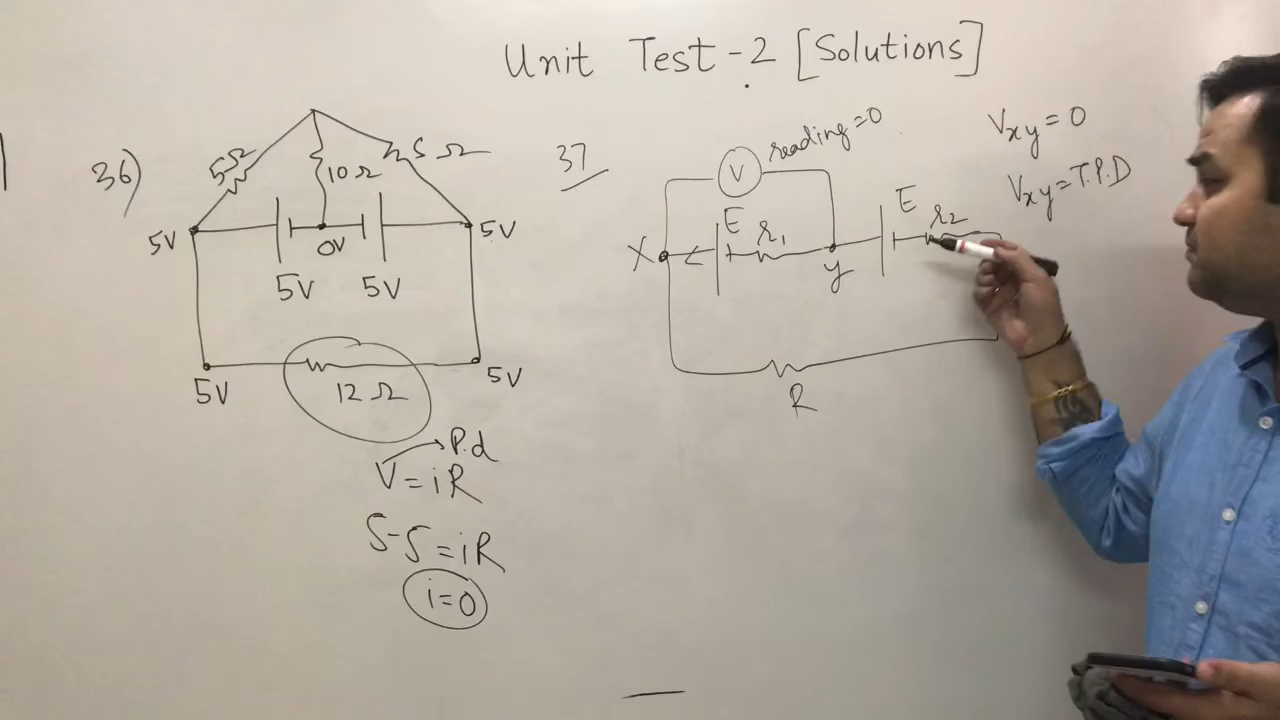 Unit Test - 2 [Solutions]
36)
5Ω
10Ω
5Ω
5V
0V
5V
5V 5V
5V
12Ω
5V
P.d
V = iR
5-5 = iR
i=0
37
V
reading=0
X
E
r1
y
E
r2
R
Vxy = 0
Vxy = T.P.D